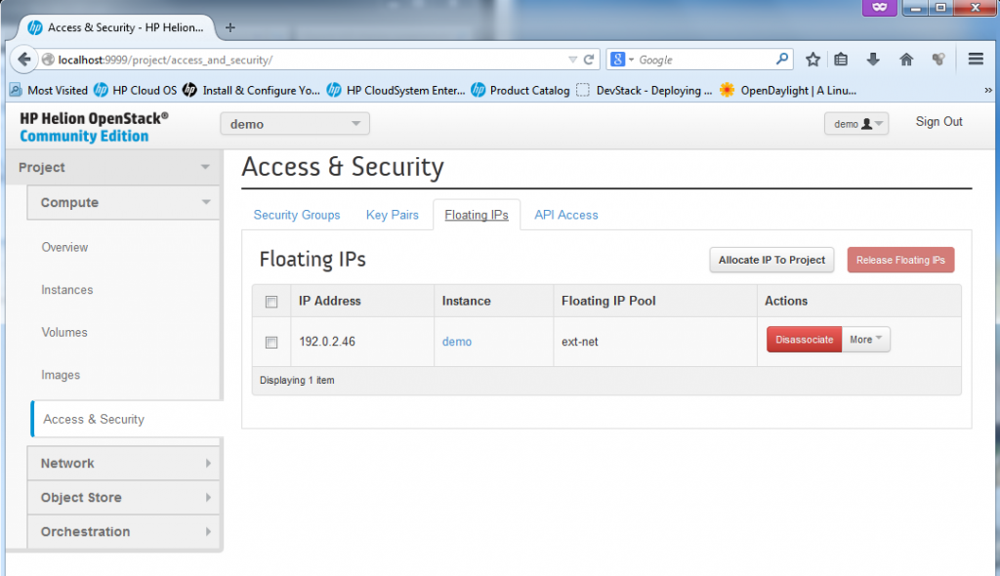 Access & Security - HP Helion...
localhost:9999/project/access_and_security/
Google
Most Visited HP Cloud OS Install & Configure Yo... HP CloudSystem Enter... Product Catalog DevStack - Deploying ... OpenDaylight | A Linu...
HP Helion OpenStack®
Community Edition
demo
demo
Sign Out
Project
Compute
Overview
Instances
Volumes
Images
Access & Security
Network
Object Store
Orchestration
Access & Security
Security Groups Key Pairs Floating IPs API Access
Floating IPs
Allocate IP To Project Release Floating IPs
IP Address Instance Floating IP Pool Actions
192.0.2.46 demo ext-net Disassociate More
Displaying 1 item